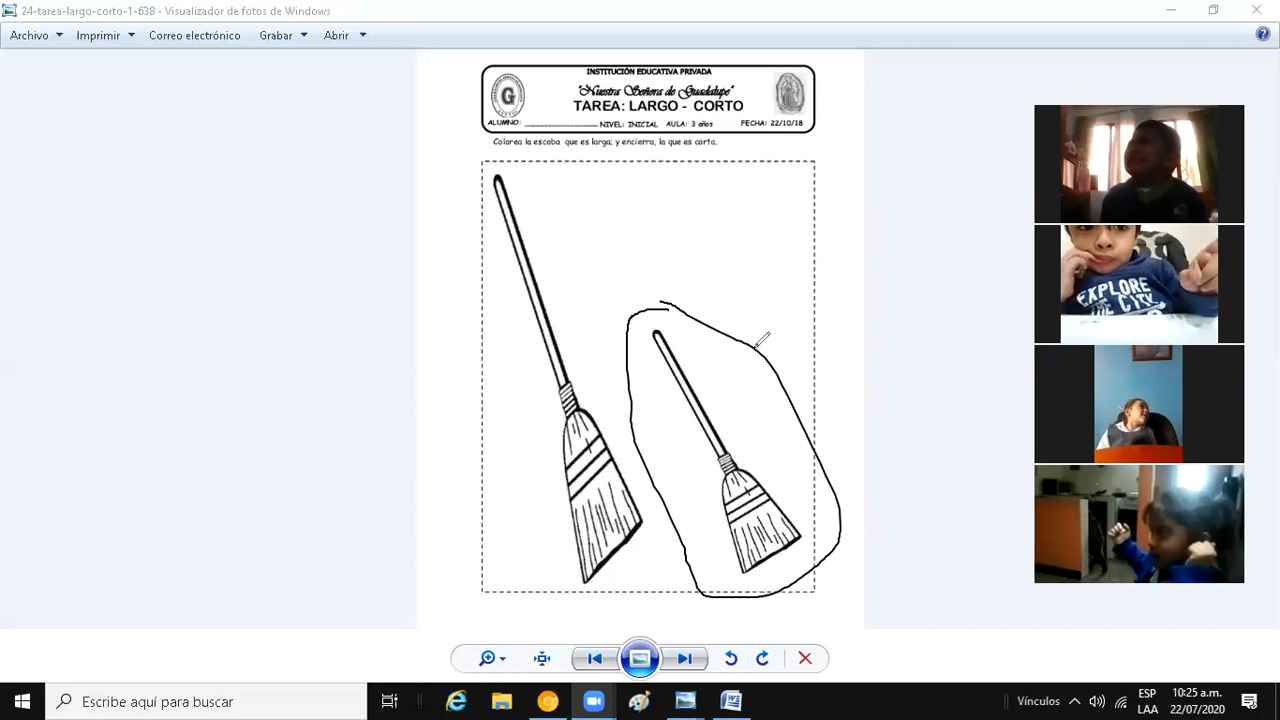 24-tarea-largo-corto-1-638 - Visualizador de fotos de Windows
Archivo Imprimir Correo electrónico Grabar Abrir
INSTITUCIÓN EDUCATIVA PRIVADA
"Nuestra Señora de Guadalupe"
G
TAREA: LARGO - CORTO
ALUMNO: NIVEL: INICIAL AULA: 3 años FECHA: 22/10/18
Colorea la escoba que es larga; y encierra, la que es corta.
EXPLORE
THE CITY
Escribe aquí para buscar
Vínculos
ESP
LAA
10:25 a.m.
22/07/2020